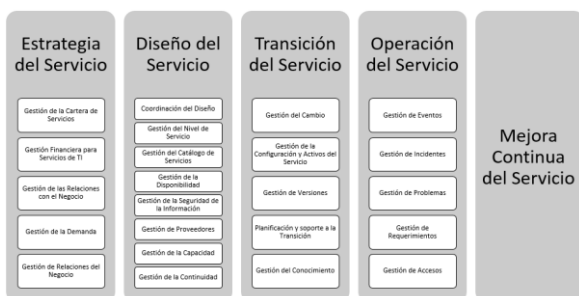 Estrategia
del Servicio
Gestión de la Cartera de
Servicios
Gestión Financiera para
Servicios de TI
Gestión de las Relaciones
con el Negocio
Gestión de la Demanda
Gestión de Relaciones del
Negocio
Diseño del
Servicio
Coordinación del Diseño
Gestión del Nivel de
Servicio
Gestión del Catálogo de
Servicios
Gestión de la
Disponibilidad
Gestión de la Seguridad de
la Información
Gestión de Proveedores
Gestión de la Capacidad
Gestión de la Continuidad
Transición
del Servicio
Gestión del Cambio
Gestión de la
Configuración y Activos del
Servicio
Gestión de Versiones
Planificación y soporte a la
Transición
Gestión del Conocimiento
Operación
del Servicio
Gestión de Eventos
Gestión de Incidentes
Gestión de Problemas
Gestión de
Requerimientos
Gestión de Accesos
Mejora
Continua
del Servicio